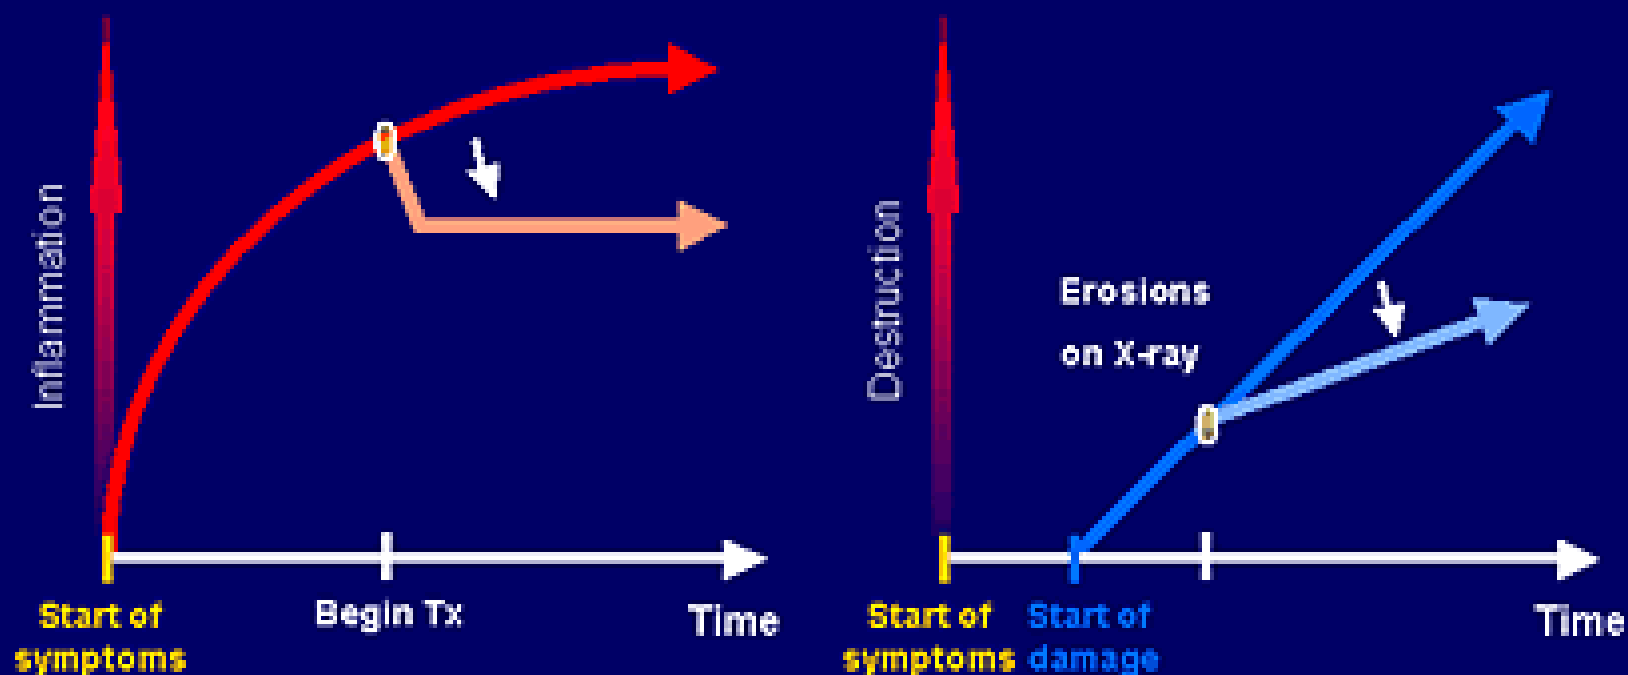 Inflammation
Start of
symptoms
Begin Tx
Time
Destruction
Erosions
on X-ray
Start of
symptoms
Start of
damage
Time